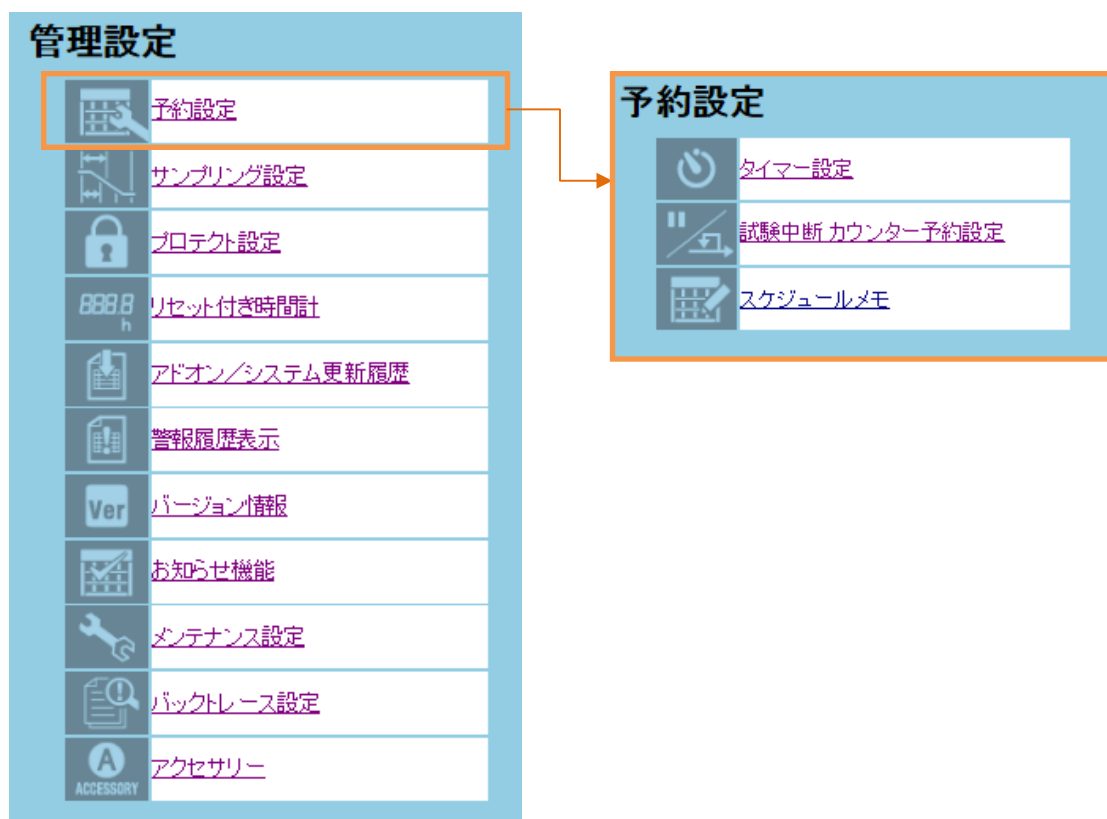 管理設定
予約設定
サンプリング設定
プロテクト設定
888.8
h
リセット付き時間計
アドオン／システム更新履歴
警報履歴表示
Ver
バージョン情報
お知らせ機能
メンテナンス設定
バックトレース設定
A
ACCESSORY
アクセサリー
予約設定
タイマー設定
試験中断 カウンター予約設定
スケジュールメモ